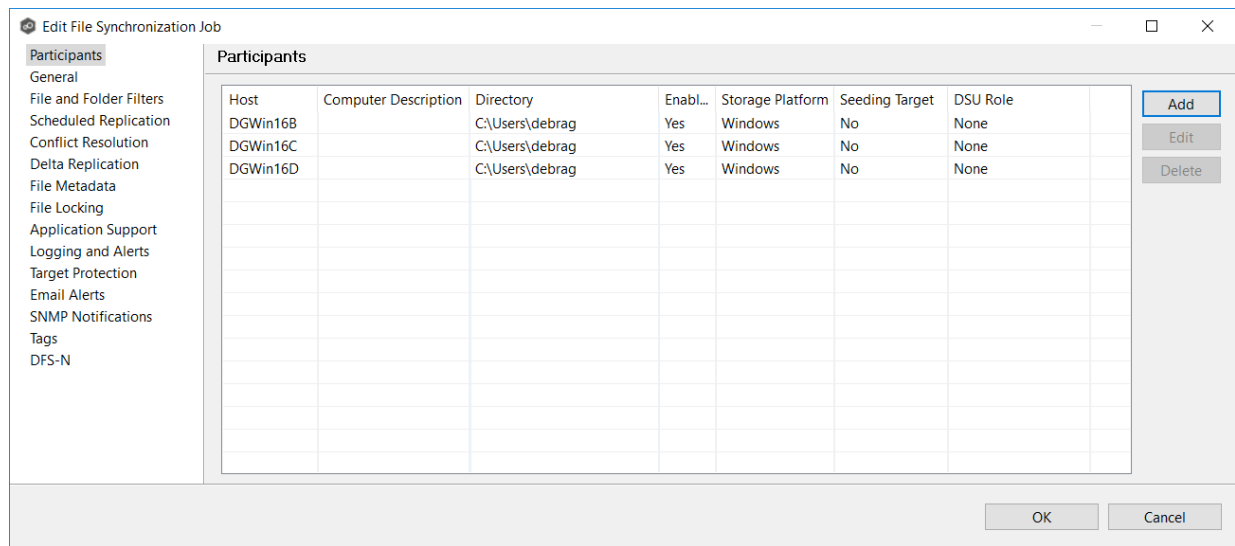 Edit File Synchronization Job
Participants
General
File and Folder Filters
Scheduled Replication
Conflict Resolution
Delta Replication
File Metadata
File Locking
Application Support
Logging and Alerts
Target Protection
Email Alerts
SNMP Notifications
Tags
DFS-N
Participants
Host Computer Description Directory Enabl... Storage Platform Seeding Target DSU Role
DGWin16B C:\Users\debrag Yes Windows No None
DGWin16C C:\Users\debrag Yes Windows No None
DGWin16D C:\Users\debrag Yes Windows No None
Add
Edit
Delete
OK Cancel